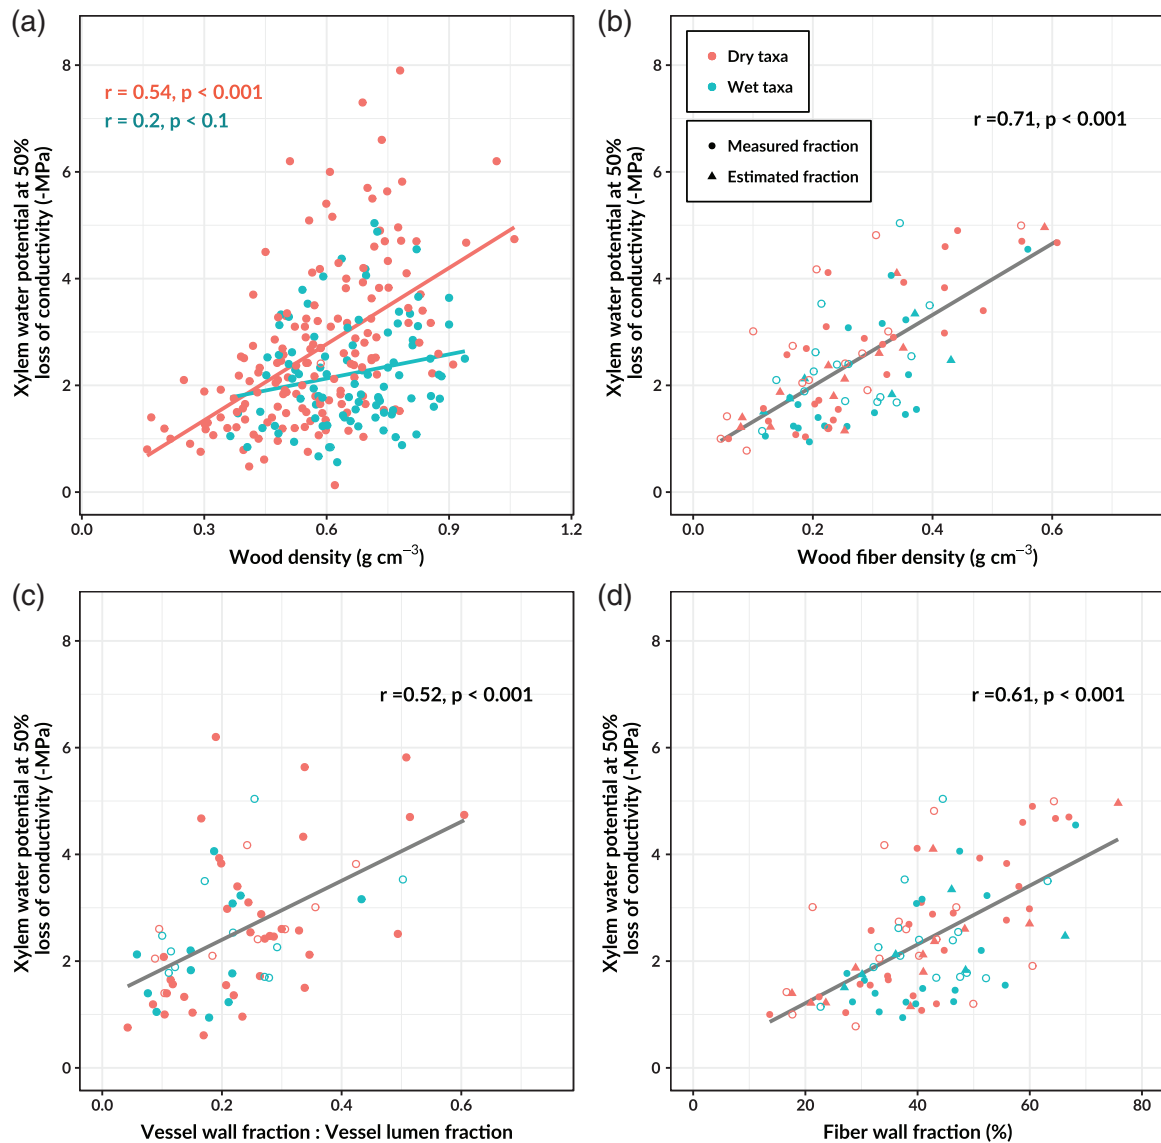 (a)
Xylem water potential at 50%
loss of conductivity (-MPa)
8
6
4
2
0
r = 0.54, p < 0.001
r = 0.2, p < 0.1
0.0 0.3 0.6 0.9 1.2
Wood density (g cm−3)
(b)
Xylem water potential at 50%
loss of conductivity (-MPa)
8
6
4
2
0
Dry taxa
Wet taxa
Measured fraction
Estimated fraction
r =0.71, p < 0.001
0.0 0.2 0.4 0.6
Wood fiber density (g cm−3)
(c)
Xylem water potential at 50%
loss of conductivity (-MPa)
8
6
4
2
0
r =0.52, p < 0.001
0.0 0.2 0.4 0.6
Vessel wall fraction : Vessel lumen fraction
(d)
Xylem water potential at 50%
loss of conductivity (-MPa)
8
6
4
2
0
r =0.61, p < 0.001
0 20 40 60 80
Fiber wall fraction (%)